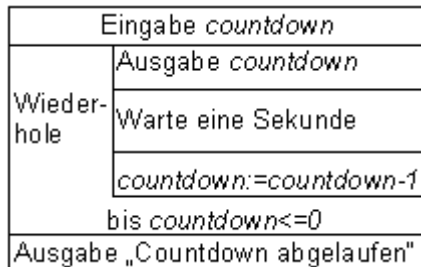 Eingabe countdown
Ausgabe countdown
Wieder-
hole
Warte eine Sekunde
countdown:=countdown-1
bis countdown<=0
Ausgabe „Countdown abgelaufen"